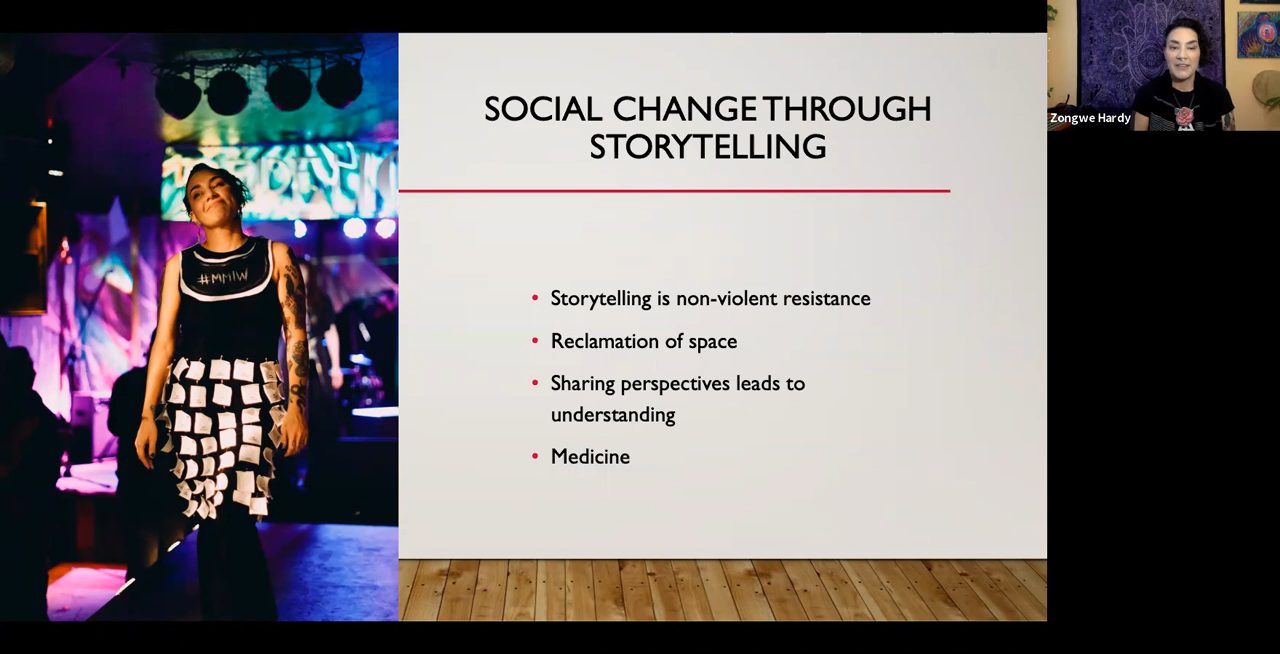 SOCIAL CHANGE THROUGH
STORYTELLING
#MMIW
• Storytelling is non-violent resistance
• Reclamation of space
• Sharing perspectives leads to
understanding
• Medicine
Zongwe Hardy